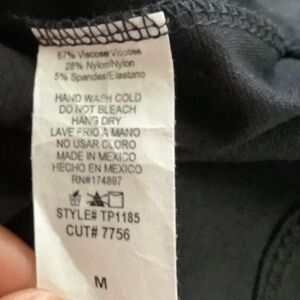 67% Viscose/Viscose
28% Nylon/Nylon
5% Spandex/Elastano
HAND WASH COLD
DO NOT BLEACH
HANG DRY
LAVE FRIO A MANO
NO USAR CLORO
MADE IN MEXICO
HECHO EN MEXICO
RN#174897
STYLE# TP1185
CUT# 7756
M